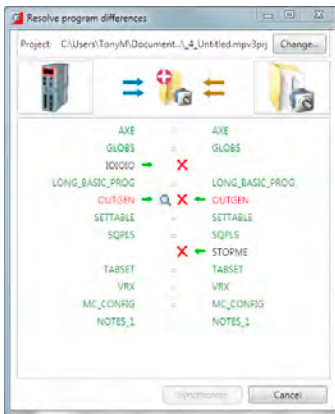 Resolve program differences
Project: C:\Users\TonyM\Document...\_4_Untitled.mpv3prj Change...
AXE = AXE
GLOBS = GLOBS
IOIOIO
LONG_BASIC_PROG = LONG_BASIC_PROG
OUTGEN OUTGEN
SETTABLE = SETTABLE
SQPLS = SQPLS
STOPME
TABSET = TABSET
VRX = VRX
MC_CONFIG = MC_CONFIG
NOTES_1 = NOTES_1
Synchronize Cancel